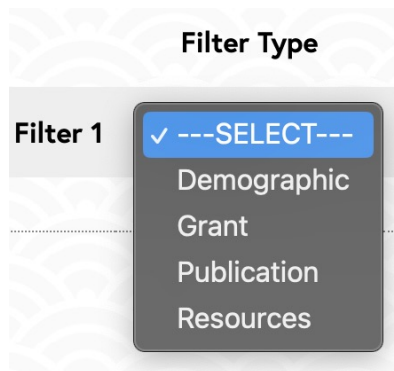 Filter Type
Filter 1
✓ ---SELECT---
Demographic
Grant
Publication
Resources